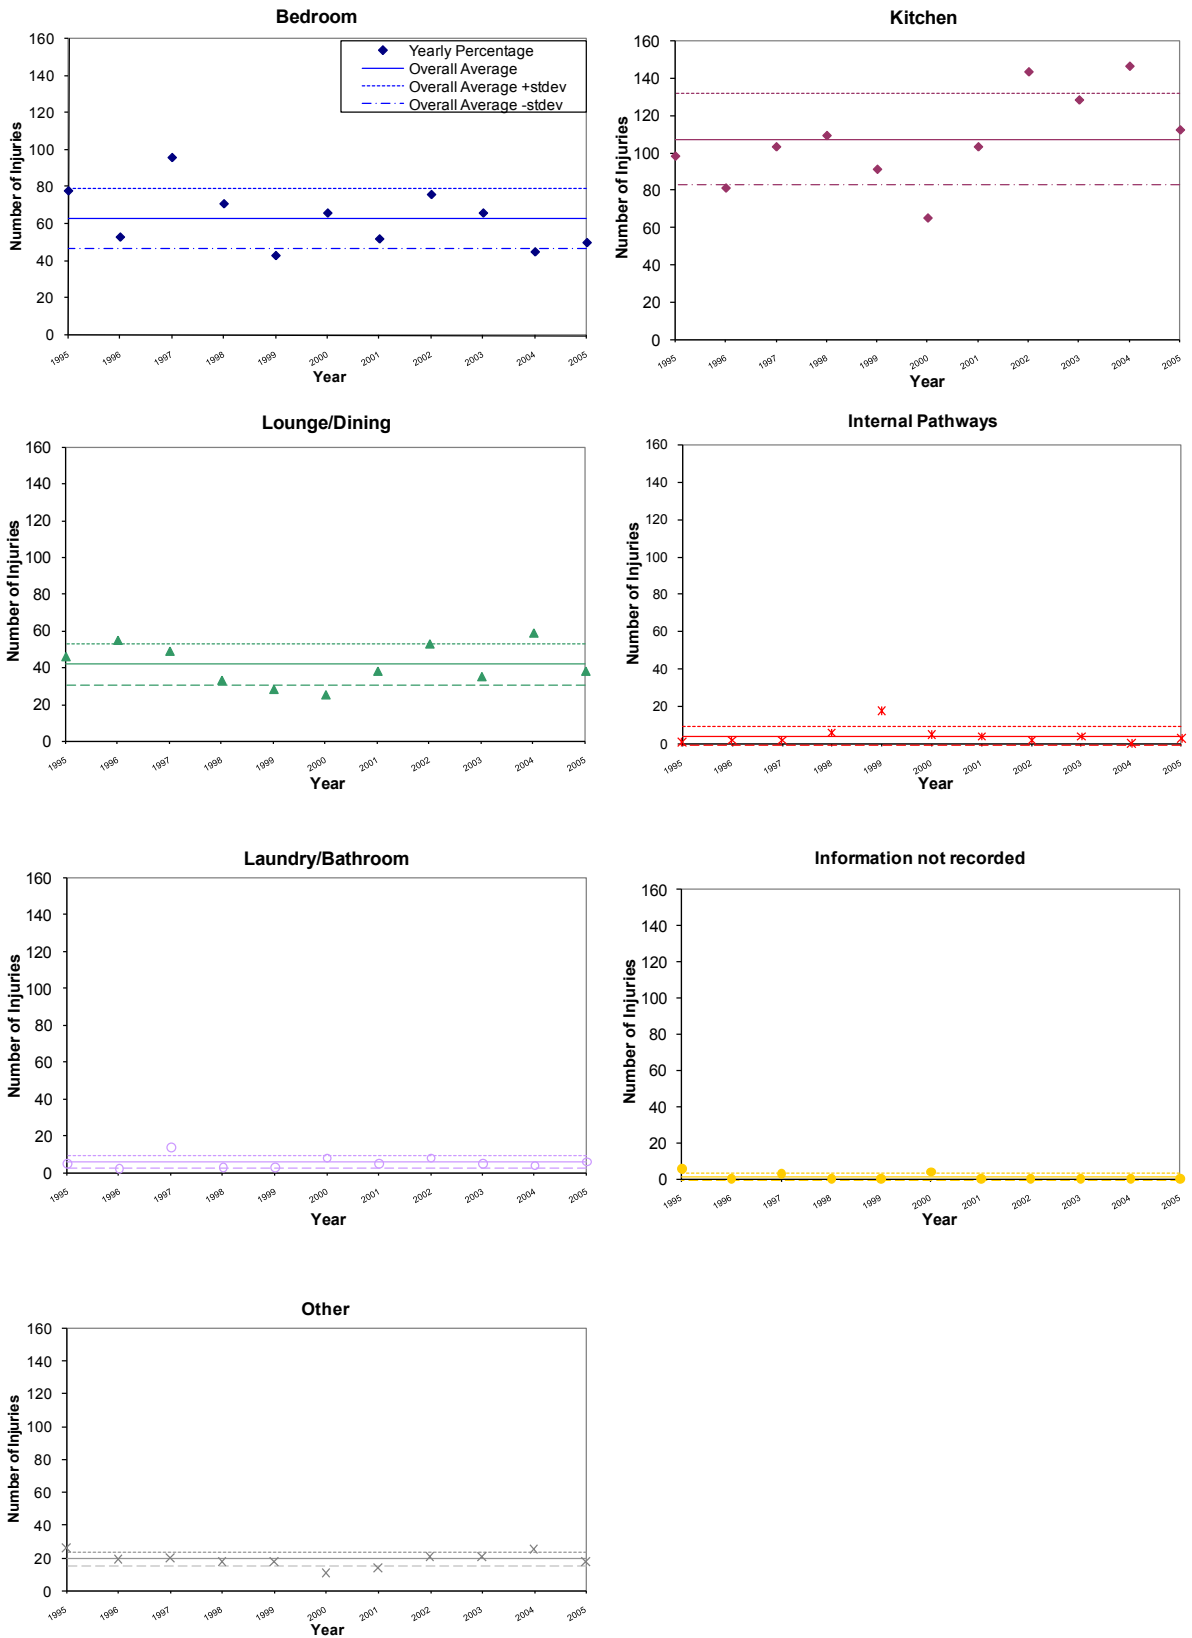 Bedroom
160
140
120
100
80
60
40
20
0
Number of Injuries
Yearly Percentage
Overall Average
Overall Average +stdev
Overall Average -stdev
1995 1996 1997 1998 1999 2000 2001 2002 2003 2004 2005
Year
Kitchen
160
140
120
100
80
60
40
20
0
Number of Injuries
1995 1996 1997 1998 1999 2000 2001 2002 2003 2004 2005
Year
Lounge/Dining
160
140
120
100
80
60
40
20
0
Number of Injuries
1995 1996 1997 1998 1999 2000 2001 2002 2003 2004 2005
Year
Internal Pathways
160
140
120
100
80
60
40
20
0
Number of Injuries
1995 1996 1997 1998 1999 2000 2001 2002 2003 2004 2005
Year
Laundry/Bathroom
160
140
120
100
80
60
40
20
0
Number of Injuries
1995 1996 1997 1998 1999 2000 2001 2002 2003 2004 2005
Year
Information not recorded
160
140
120
100
80
60
40
20
0
Number of Injuries
1995 1996 1997 1998 1999 2000 2001 2002 2003 2004 2005
Year
Other
160
140
120
100
80
60
40
20
0
Number of Injuries
1995 1996 1997 1998 1999 2000 2001 2002 2003 2004 2005
Year